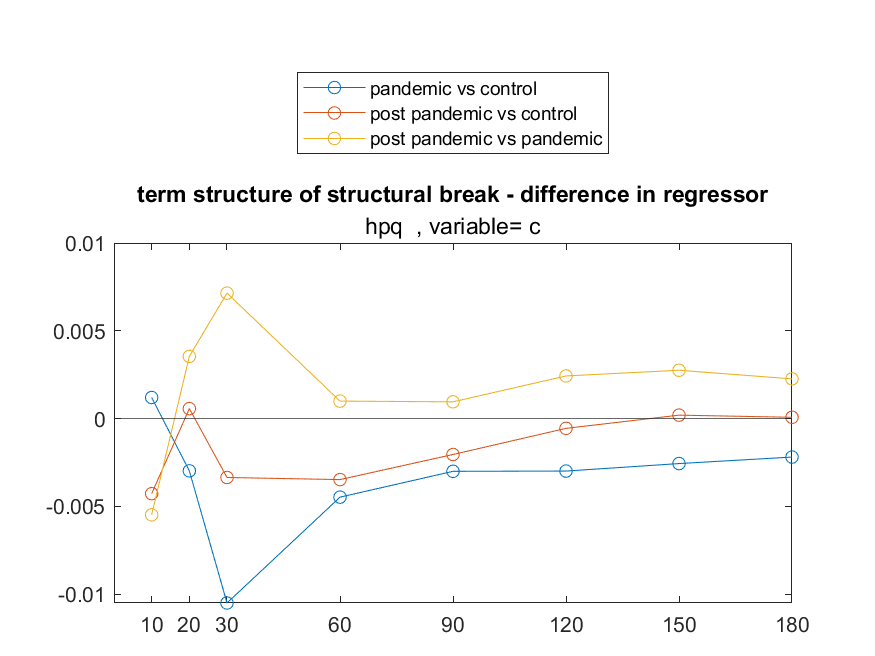 pandemic vs control
post pandemic vs control
post pandemic vs pandemic
term structure of structural break - difference in regressor
hpq  , variable= c
0.01
0.005
0
-0.005
-0.01
10 20 30 60 90 120 150 180